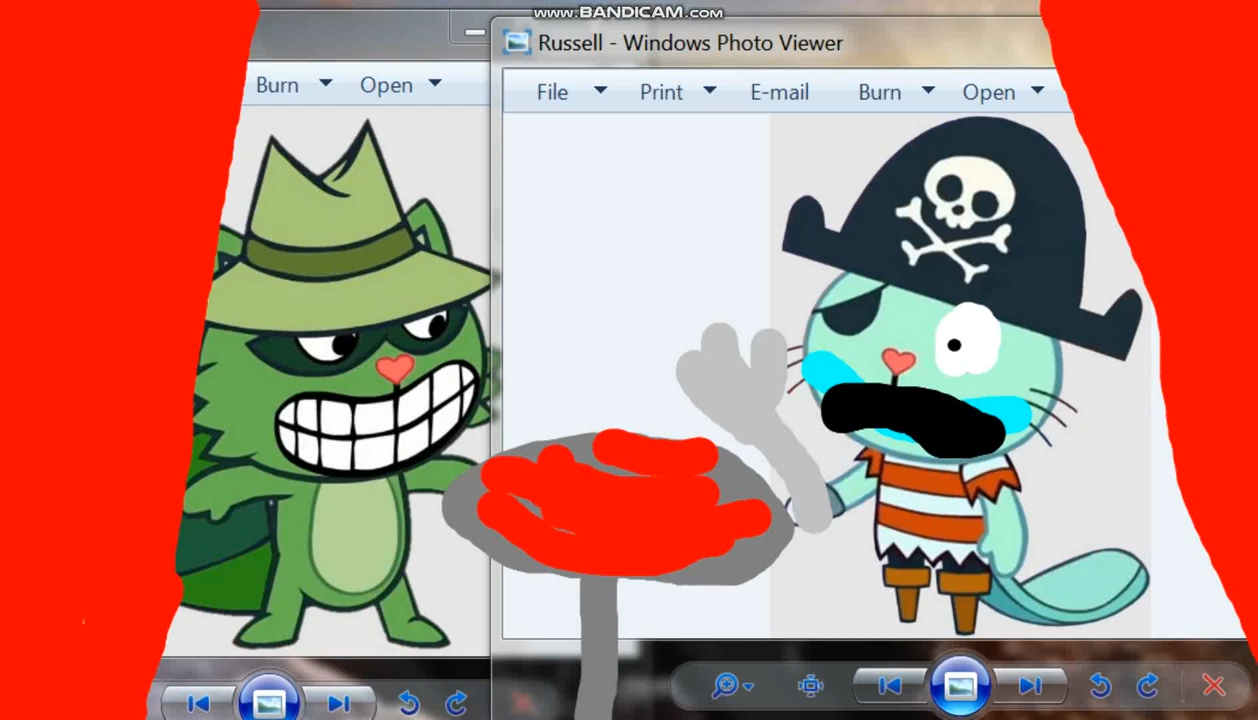 www.BANDICAM.com
Russell - Windows Photo Viewer
Burn Open
File Print E-mail Burn Open